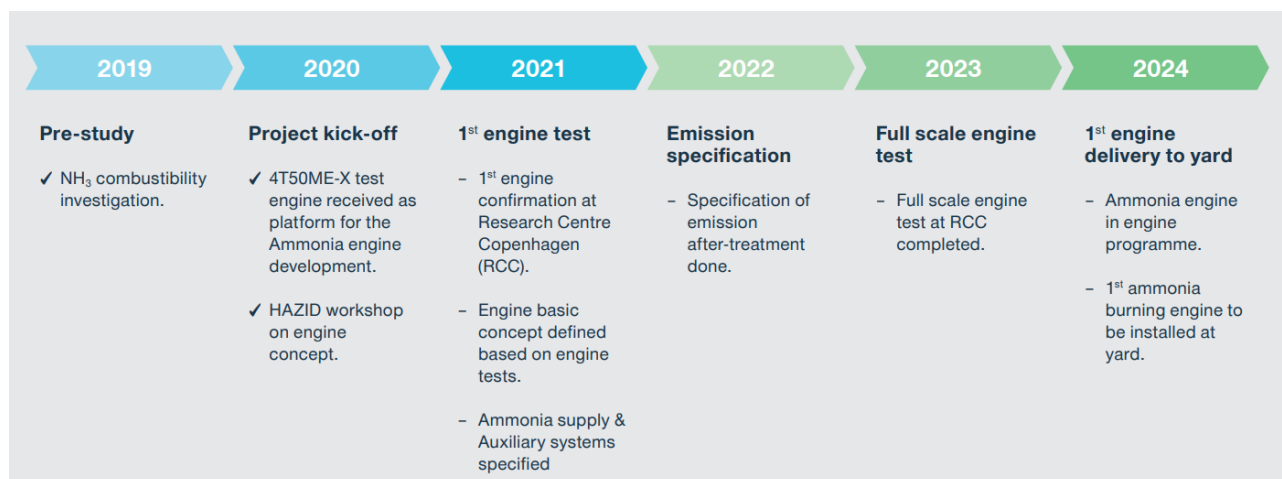 2019
2020
2021
2022
2023
2024
Pre-study
✓ NH₃ combustibility
investigation.
Project kick-off
✓ 4T50ME-X test
engine received as
platform for the
Ammonia engine
development.
✓ HAZID workshop
on engine
concept.
1st engine test
– 1st engine
confirmation at
Research Centre
Copenhagen
(RCC).
– Engine basic
concept defined
based on engine
tests.
– Ammonia supply &
Auxiliary systems
specified
Emission
specification
– Specification of
emission
after-treatment
done.
Full scale engine
test
– Full scale engine
test at RCC
completed.
1st engine
delivery to yard
– Ammonia engine
in engine
programme.
– 1st ammonia
burning engine to
be installed at
yard.